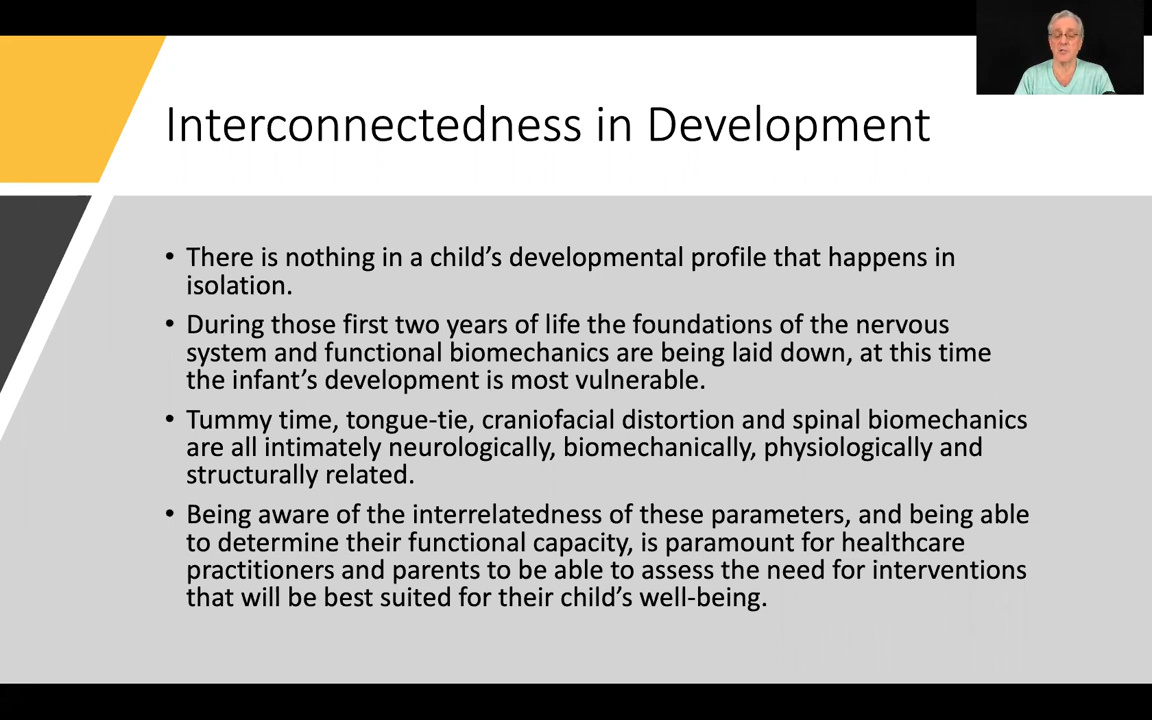 Interconnectedness in Development
• There is nothing in a child’s developmental profile that happens in
isolation.
• During those first two years of life the foundations of the nervous
system and functional biomechanics are being laid down, at this time
the infant’s development is most vulnerable.
• Tummy time, tongue-tie, craniofacial distortion and spinal biomechanics
are all intimately neurologically, biomechanically, physiologically and
structurally related.
• Being aware of the interrelatedness of these parameters, and being able
to determine their functional capacity, is paramount for healthcare
practitioners and parents to be able to assess the need for interventions
that will be best suited for their child’s well-being.